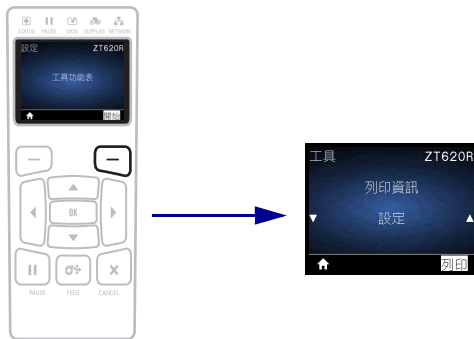 STATUS PAUSE DATA SUPPLIES NETWORK
設定 ZT620R
工具功能表
開始
OK
PAUSE FEED CANCEL
工具 ZT620R
列印資訊
設定
列印